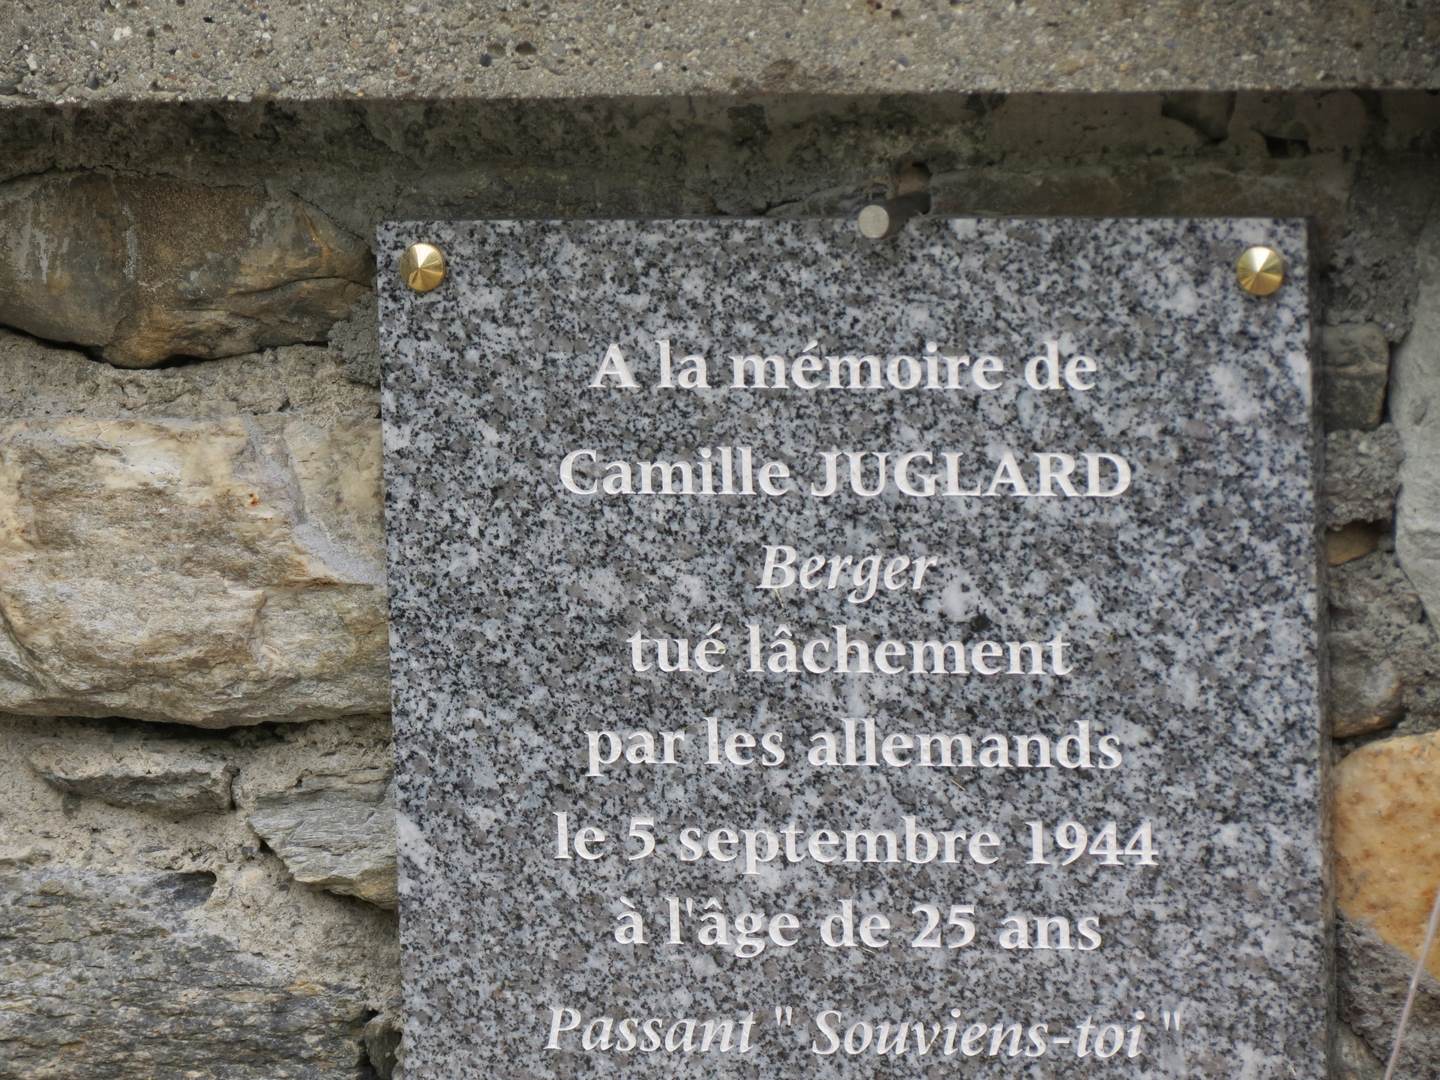 A la mémoire de
Camille JUGLARD
Berger
tué lâchement
par les allemands
le 5 septembre 1944
à l'âge de 25 ans
Passant " Souviens-toi "